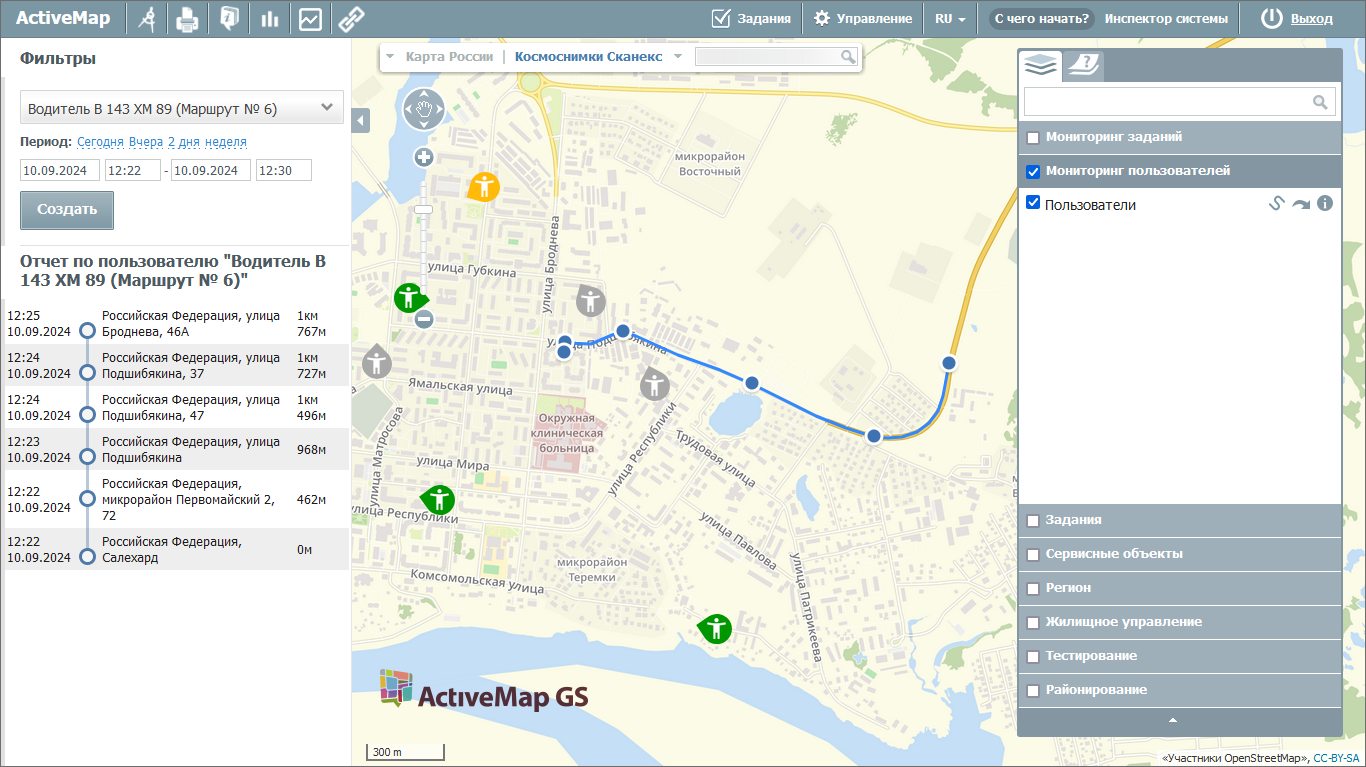 ActiveMap
Задания
Управление
RU
С чего начать?
Инспектор системы
Выход
Фильтры
Водитель В 143 ХМ 89 (Маршрут № 6)
Период: Сегодня Вчера 2 дня неделя
10.09.2024 12:22 - 10.09.2024 12:30
Создать
Отчет по пользователю "Водитель В
143 ХМ 89 (Маршрут № 6)"
12:25
10.09.2024
Российская Федерация, улица
Броднева, 46А
1км
767м
12:24
10.09.2024
Российская Федерация, улица
Подшибякина, 37
1км
727м
12:24
10.09.2024
Российская Федерация, улица
Подшибякина, 47
1км
496м
12:23
10.09.2024
Российская Федерация, улица
Подшибякина
968м
12:22
10.09.2024
Российская Федерация,
микрорайон Первомайский 2,
72
462м
12:22
10.09.2024
Российская Федерация,
Салехард
0м
Карта России | Космоснимки Сканекс
микрорайон
Восточный
улица Губкина
улица Броднева
улица Подшибякина
Ямальская улица
Окружная
клиническая
больница
улица Матросова
улица Мира
улица Республики
Трудовая улица
улица Республики
улица Павлова
улица Патрикеева
микрорайон
Теремки
Комсомольская улица
ActiveMap GS
300 m
Мониторинг заданий
Мониторинг пользователей
Пользователи
Задания
Сервисные объекты
Регион
Жилищное управление
Тестирование
Районирование
«Участники OpenStreetMap», CC-BY-SA